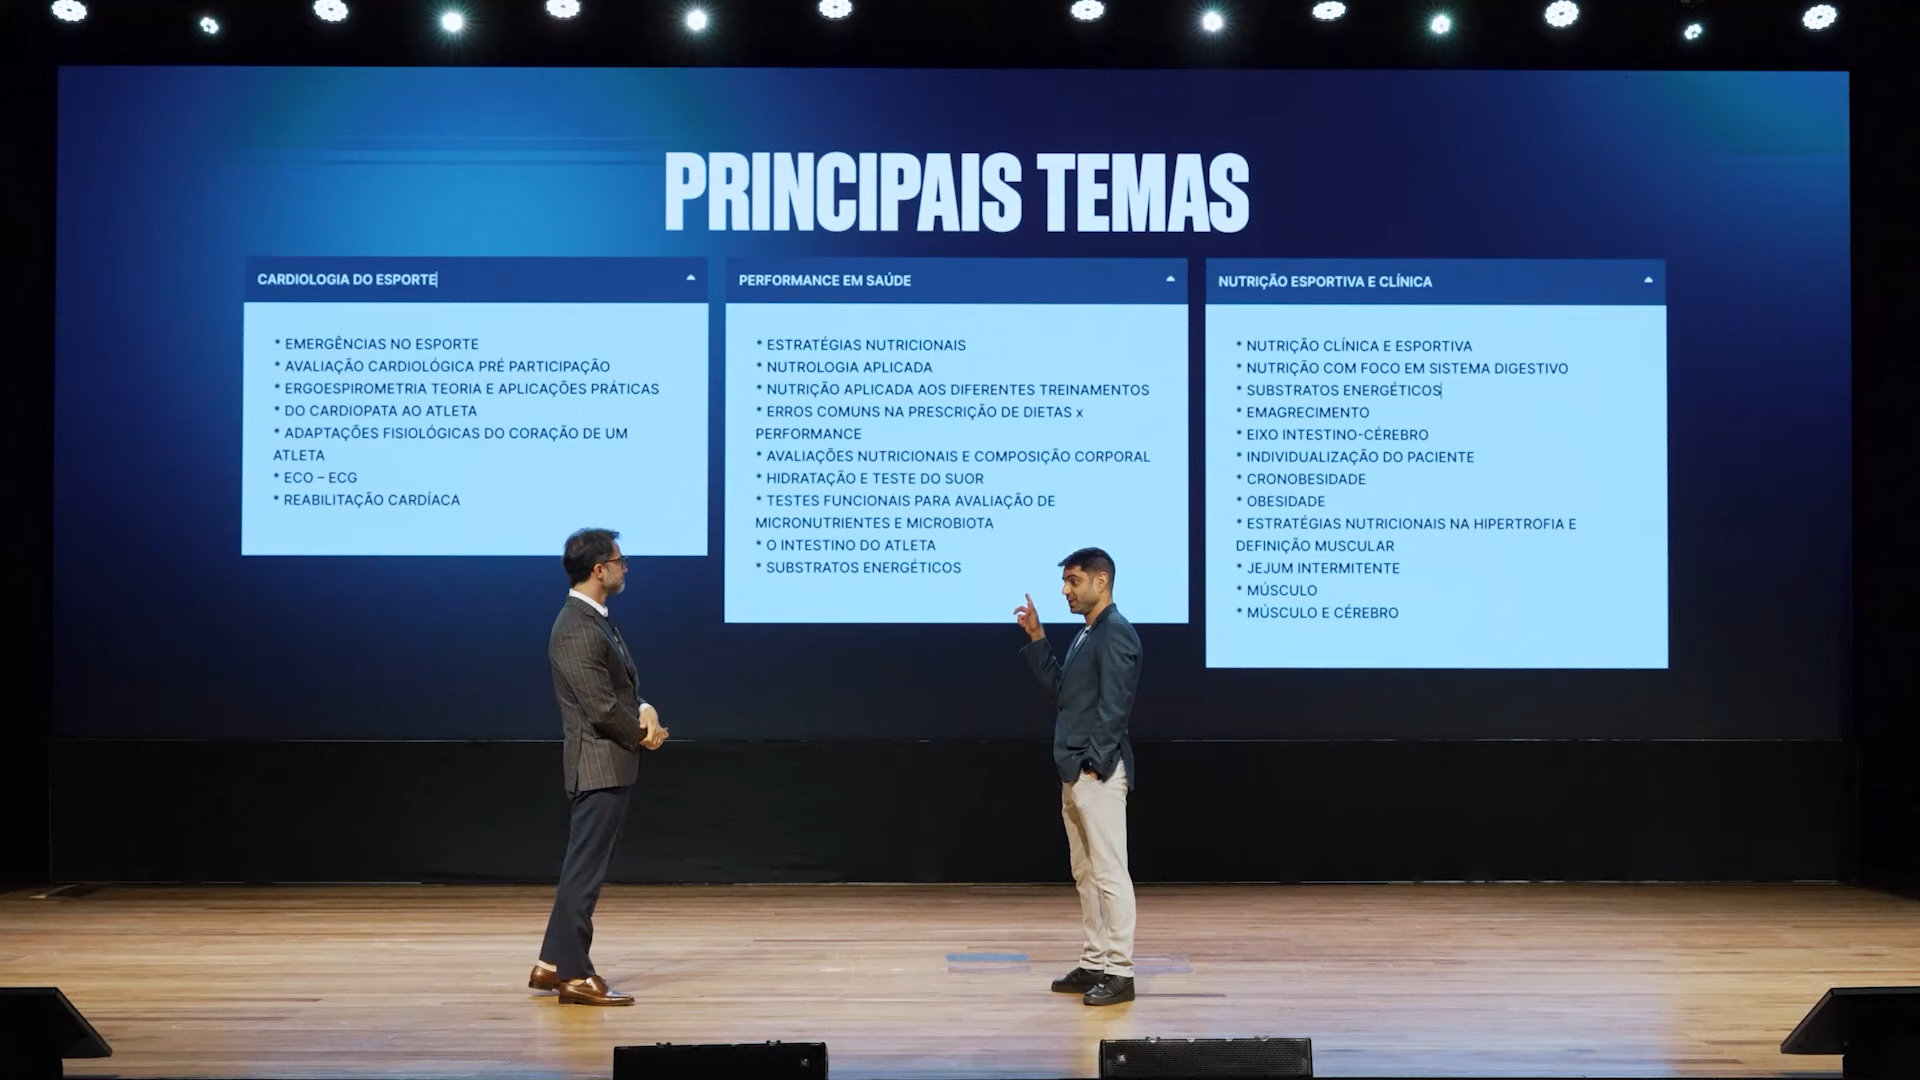 PRINCIPAIS TEMAS
CARDIOLOGIA DO ESPORTE
* EMERGÊNCIAS NO ESPORTE
* AVALIAÇÃO CARDIOLÓGICA PRÉ PARTICIPAÇÃO
* ERGOESPIROMETRIA TEORIA E APLICAÇÕES PRÁTICAS
* DO CARDIOPATA AO ATLETA
* ADAPTAÇÕES FISIOLÓGICAS DO CORAÇÃO DE UM
ATLETA
* ECO – ECG
* REABILITAÇÃO CARDÍACA
PERFORMANCE EM SAÚDE
* ESTRATÉGIAS NUTRICIONAIS
* NUTROLOGIA APLICADA
* NUTRIÇÃO APLICADA AOS DIFERENTES TREINAMENTOS
* ERROS COMUNS NA PRESCRIÇÃO DE DIETAS x
PERFORMANCE
* AVALIAÇÕES NUTRICIONAIS E COMPOSIÇÃO CORPORAL
* HIDRATAÇÃO E TESTE DO SUOR
* TESTES FUNCIONAIS PARA AVALIAÇÃO DE
MICRONUTRIENTES E MICROBIOTA
* O INTESTINO DO ATLETA
* SUBSTRATOS ENERGÉTICOS
NUTRIÇÃO ESPORTIVA E CLÍNICA
* NUTRIÇÃO CLÍNICA E ESPORTIVA
* NUTRIÇÃO COM FOCO EM SISTEMA DIGESTIVO
* SUBSTRATOS ENERGÉTICOS
* EMAGRECIMENTO
* EIXO INTESTINO-CÉREBRO
* INDIVIDUALIZAÇÃO DO PACIENTE
* CRONOBESIDADE
* OBESIDADE
* ESTRATÉGIAS NUTRICIONAIS NA HIPERTROFIA E
DEFINIÇÃO MUSCULAR
* JEJUM INTERMITENTE
* MÚSCULO
* MÚSCULO E CÉREBRO